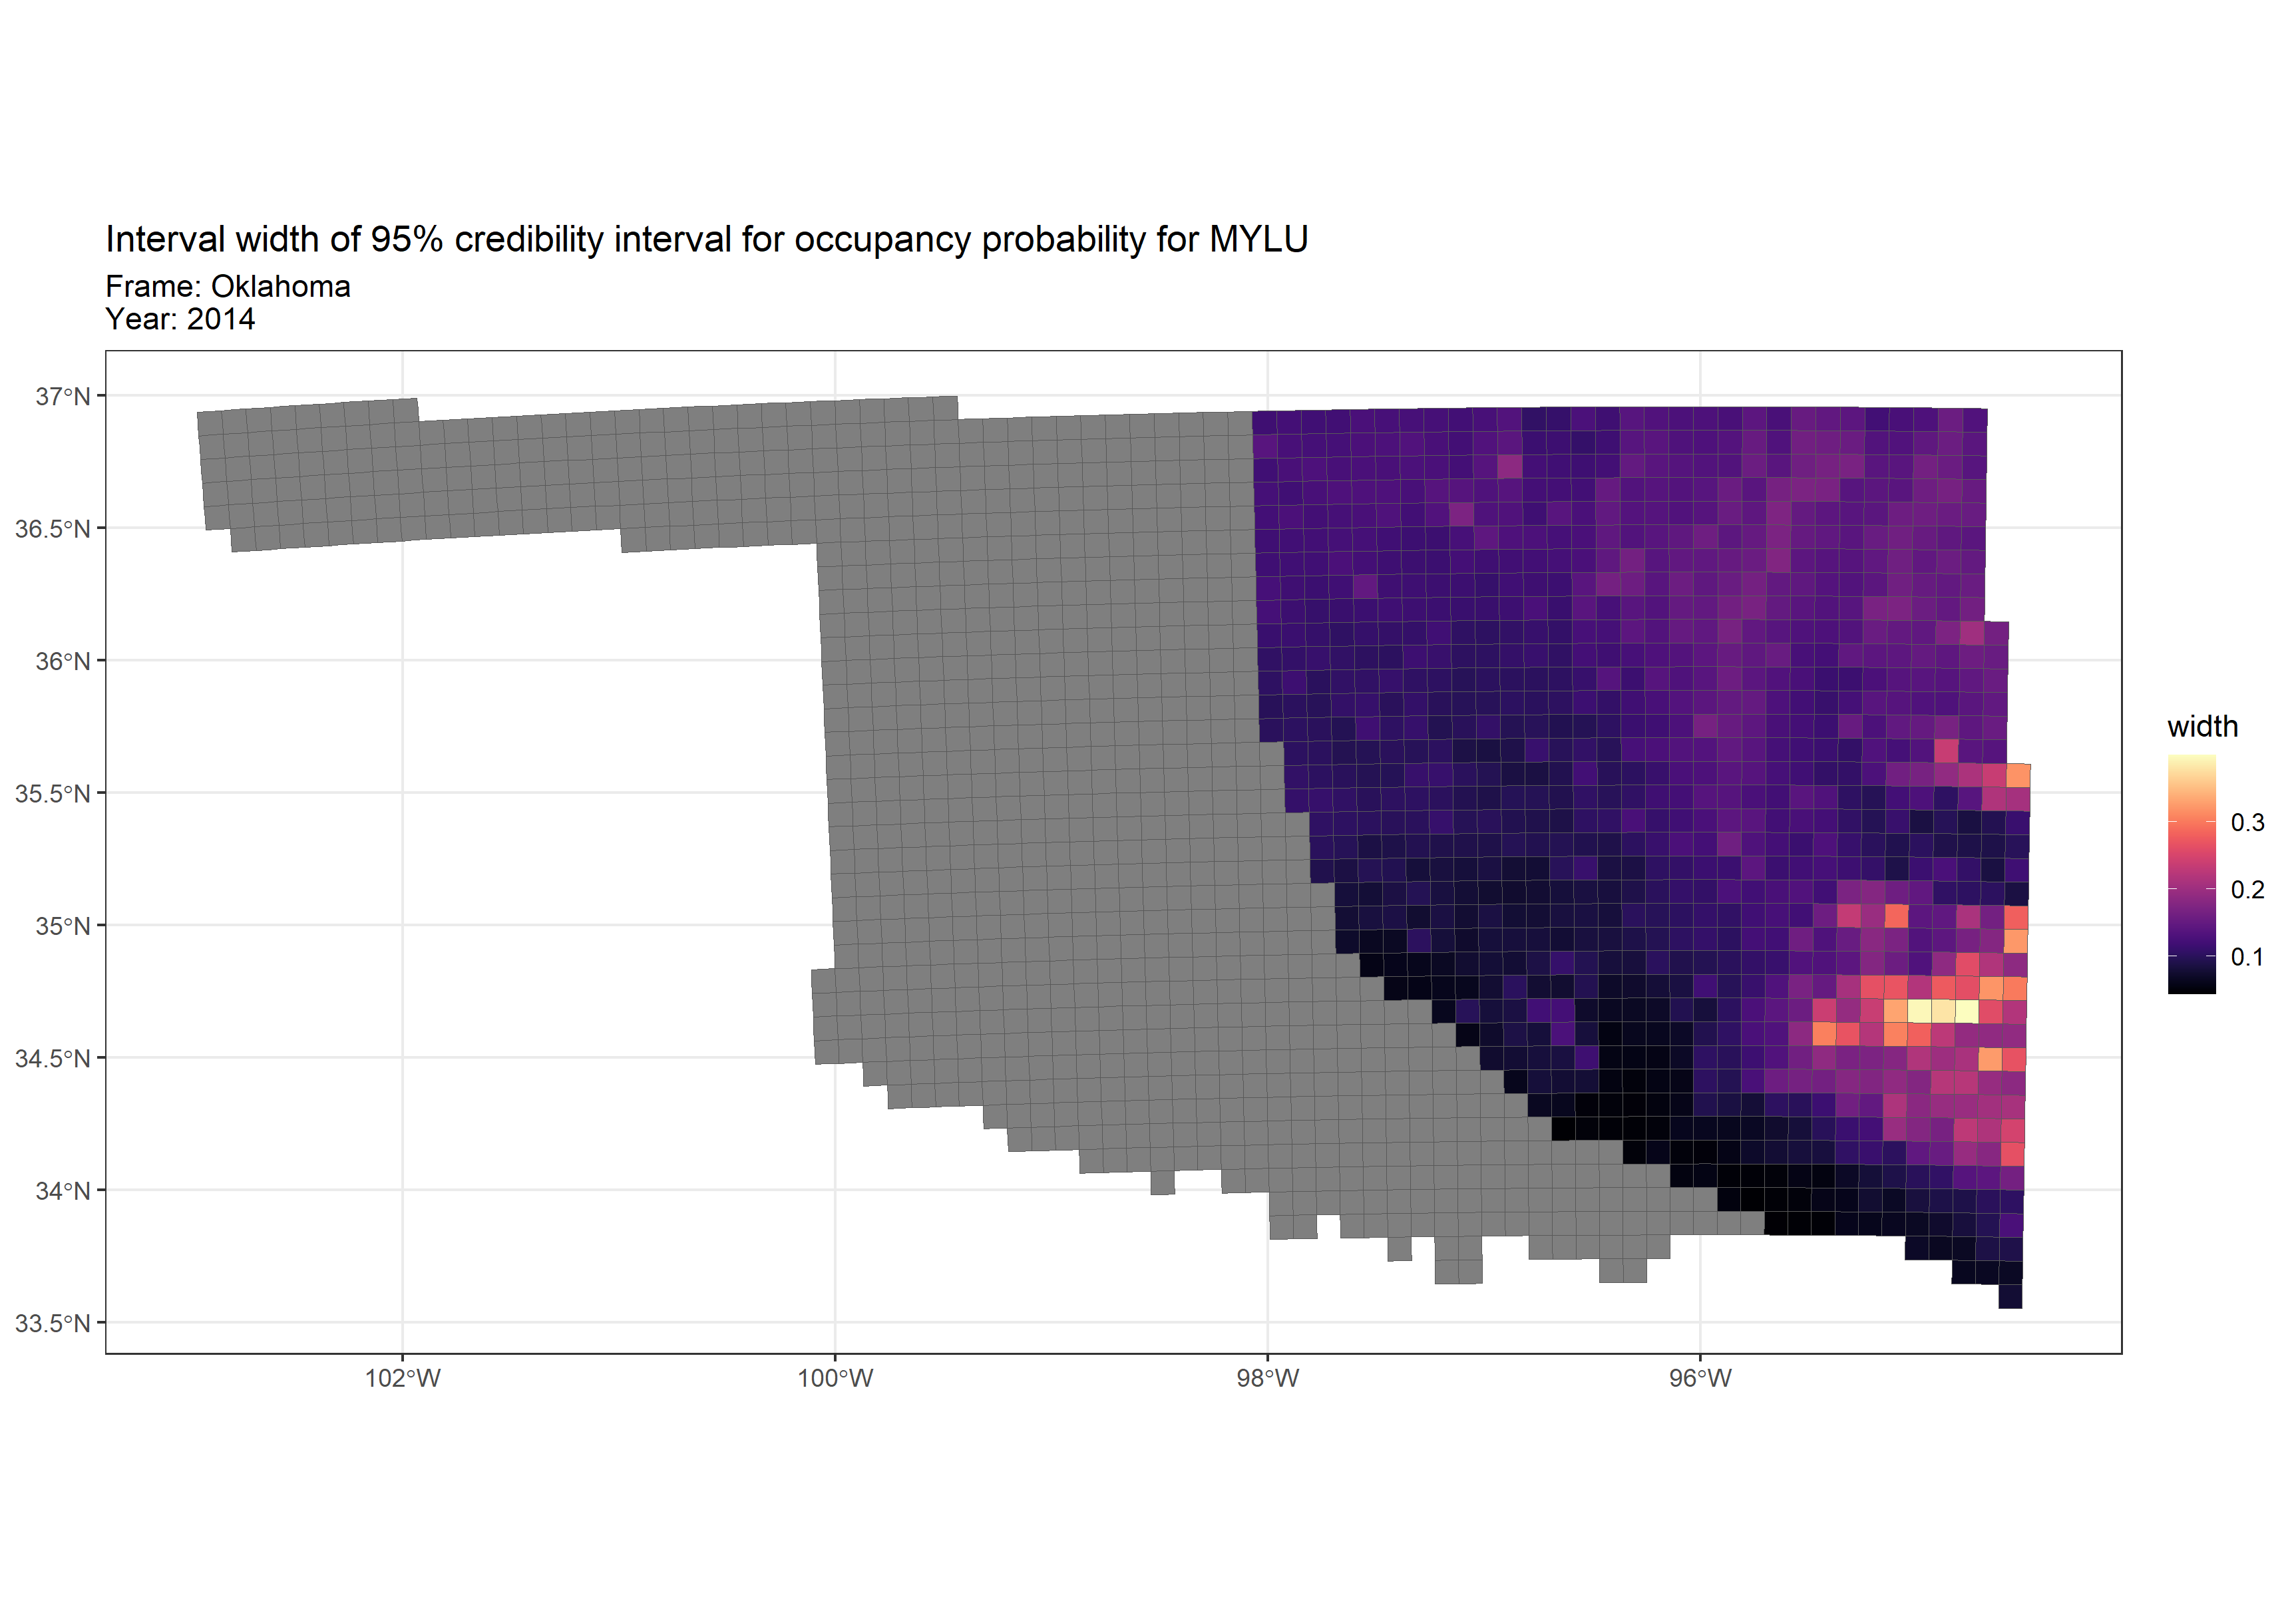 Interval width of 95% credibility interval for occupancy probability for MYLU
Frame: Oklahoma
Year: 2014
37°N
36.5°N
36°N
35.5°N
35°N
34.5°N
34°N
33.5°N
102°W
100°W
98°W
96°W
width
0.3
0.2
0.1